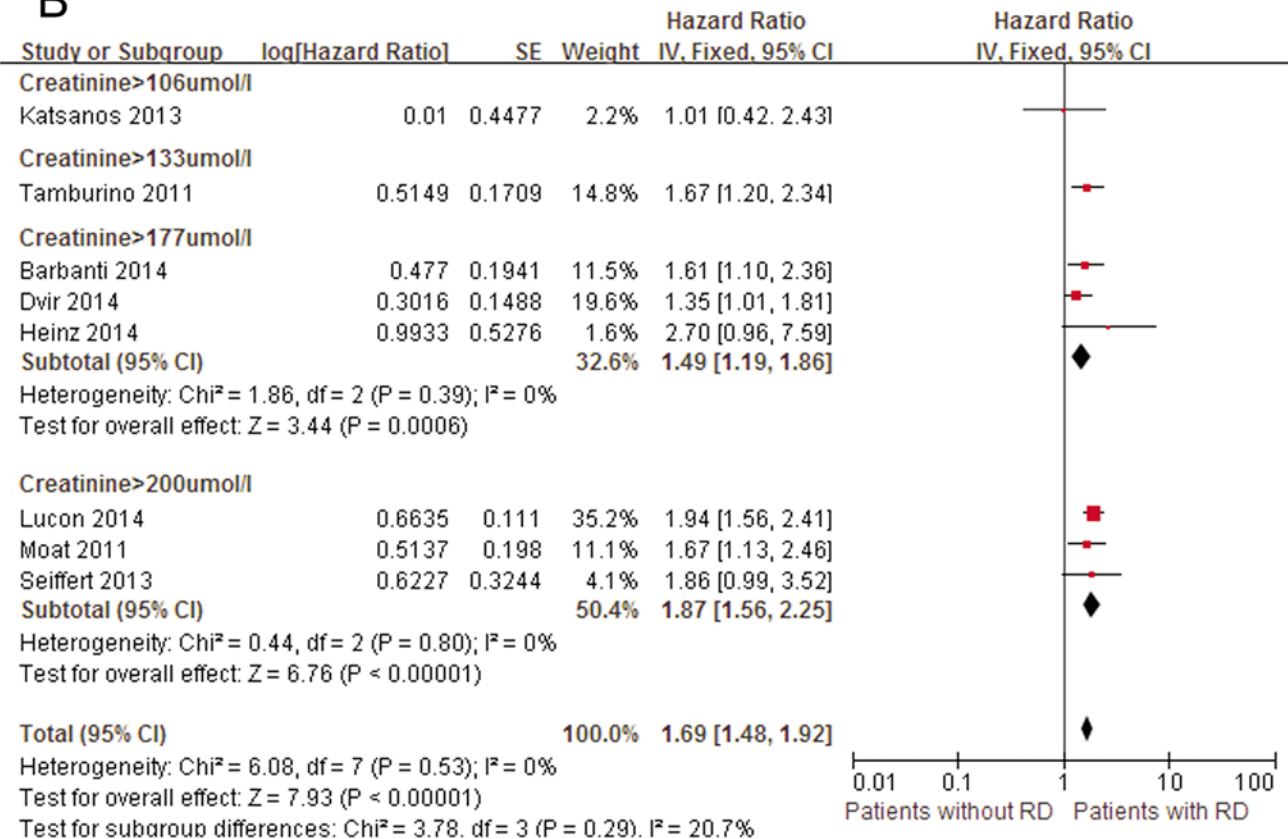 B
Hazard Ratio Hazard Ratio
Study or Subgroup log[Hazard Ratio] SE Weight IV, Fixed, 95% CI IV, Fixed, 95% CI
Creatinine>106umol/l
Katsanos 2013 0.01 0.4477 2.2% 1.01 [0.42, 2.43]
Creatinine>133umol/l
Tamburino 2011 0.5149 0.1709 14.8% 1.67 [1.20, 2.34]
Creatinine>177umol/l
Barbanti 2014 0.477 0.1941 11.5% 1.61 [1.10, 2.36]
Dvir 2014 0.3016 0.1488 19.6% 1.35 [1.01, 1.81]
Heinz 2014 0.9933 0.5276 1.6% 2.70 [0.96, 7.59]
Subtotal (95% CI) 32.6% 1.49 [1.19, 1.86]
Heterogeneity: Chi² = 1.86, df = 2 (P = 0.39); I² = 0%
Test for overall effect: Z = 3.44 (P = 0.0006)
Creatinine>200umol/l
Lucon 2014 0.6635 0.111 35.2% 1.94 [1.56, 2.41]
Moat 2011 0.5137 0.198 11.1% 1.67 [1.13, 2.46]
Seiffert 2013 0.6227 0.3244 4.1% 1.86 [0.99, 3.52]
Subtotal (95% CI) 50.4% 1.87 [1.56, 2.25]
Heterogeneity: Chi² = 0.44, df = 2 (P = 0.80); I² = 0%
Test for overall effect: Z = 6.76 (P < 0.00001)
Total (95% CI) 100.0% 1.69 [1.48, 1.92]
Heterogeneity: Chi² = 6.08, df = 7 (P = 0.53); I² = 0%
Test for overall effect: Z = 7.93 (P < 0.00001)
Test for subgroup differences: Chi² = 3.78, df = 3 (P = 0.29), I² = 20.7%
0.01 0.1 1 10 100
Patients without RD Patients with RD